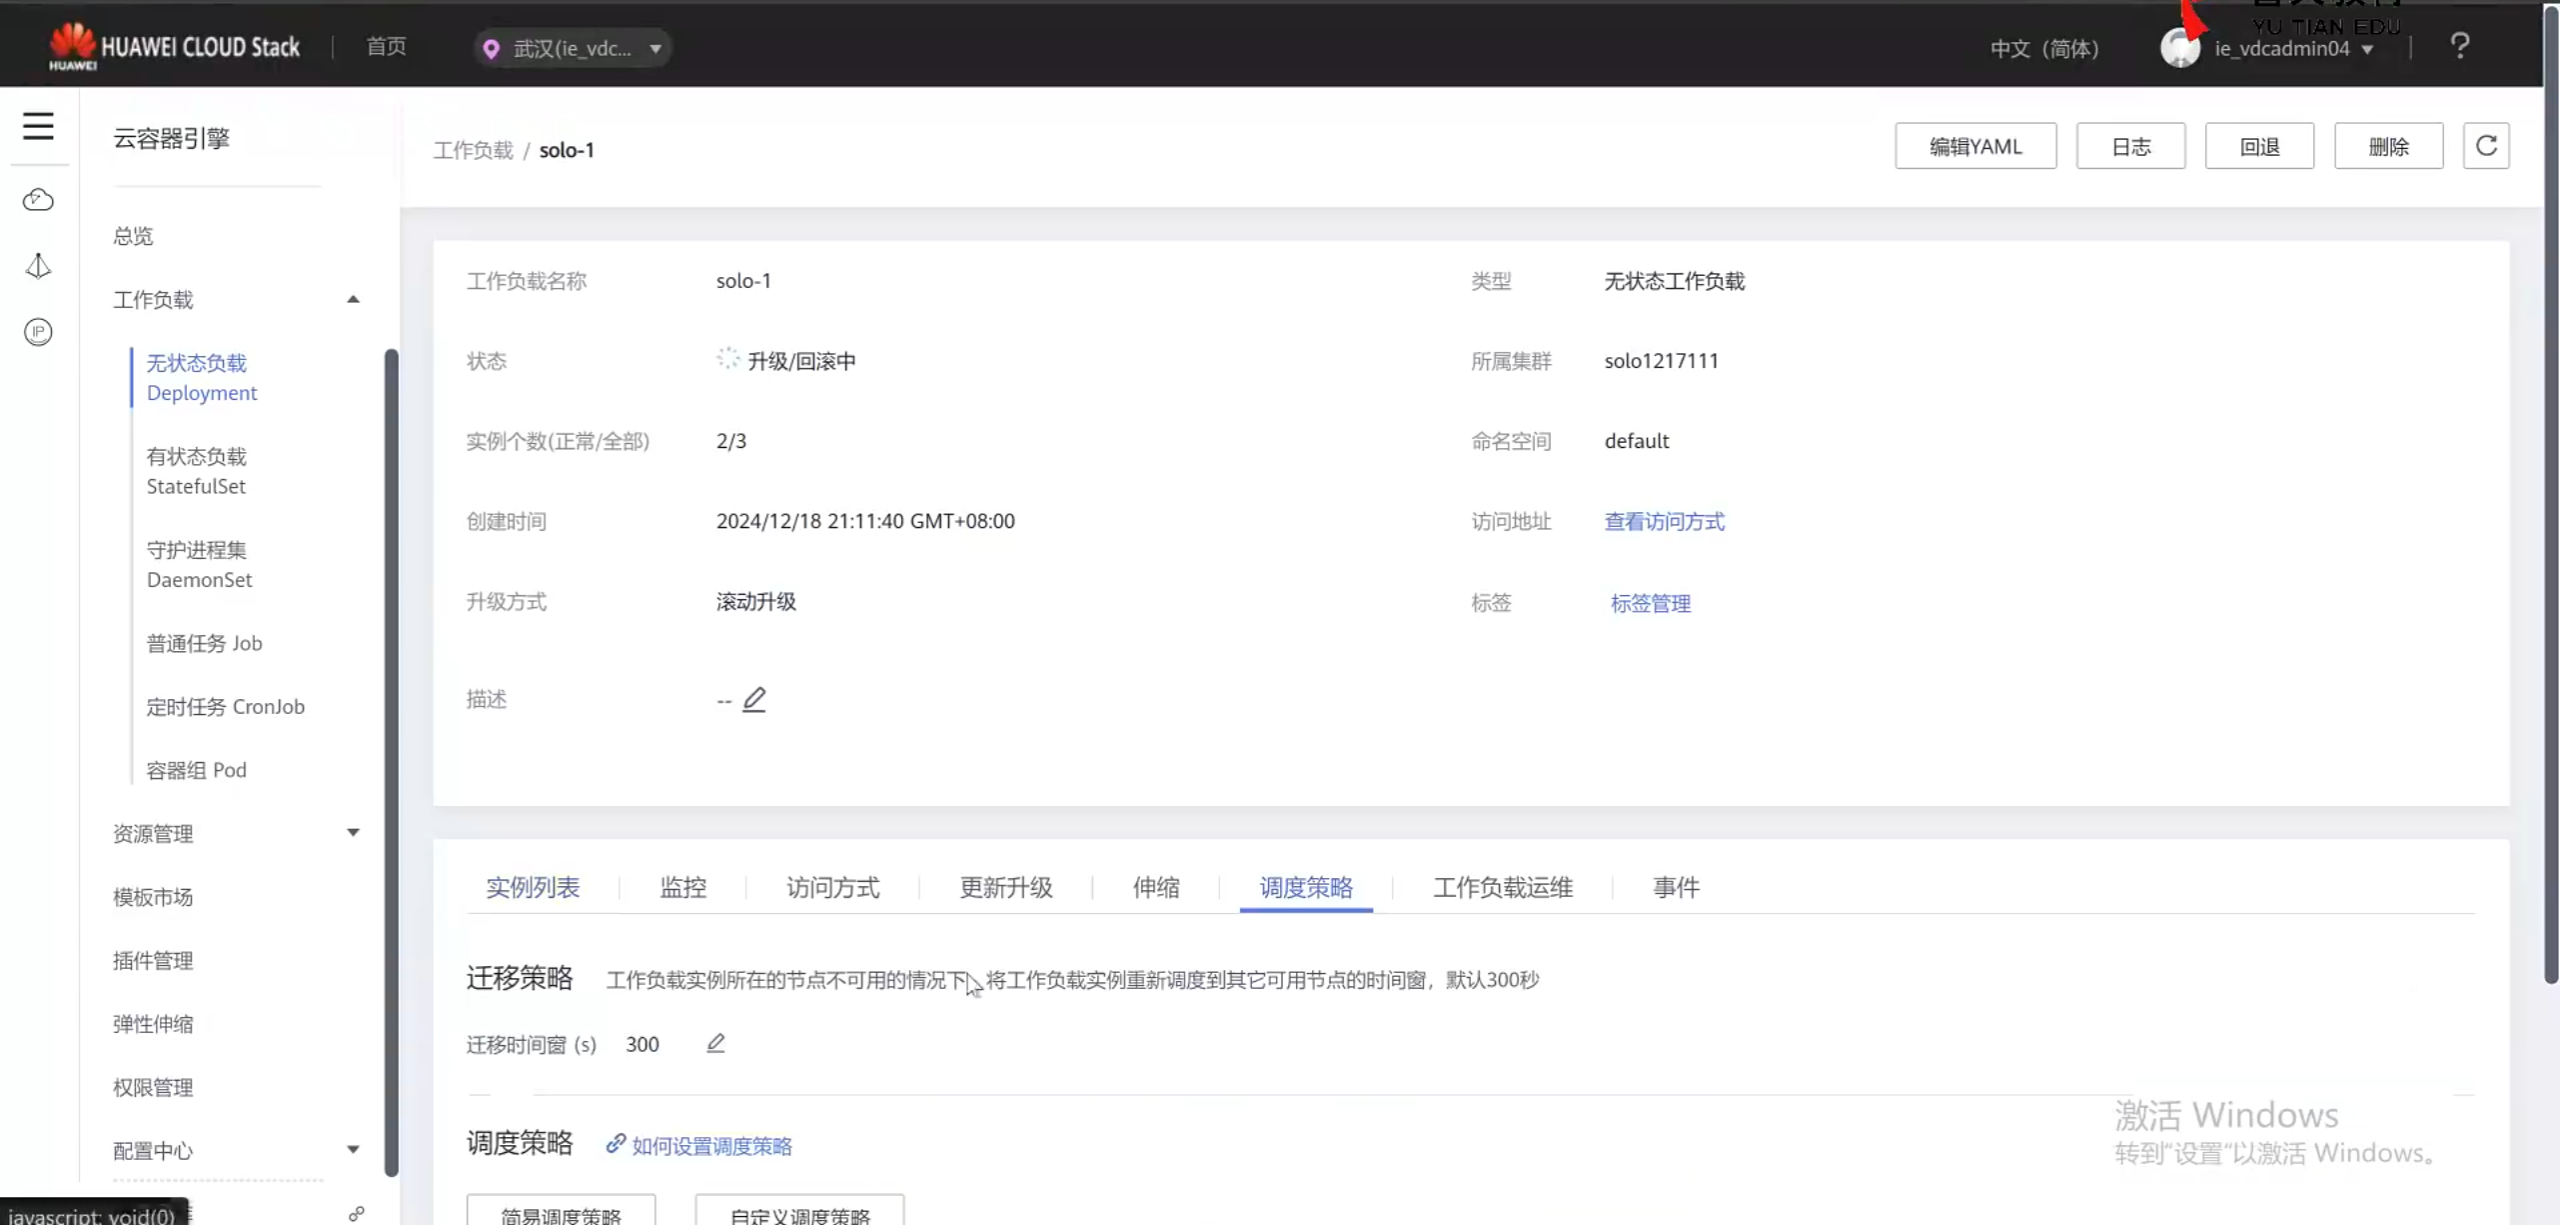 YU TIAN EDU
HUAWEI
HUAWEI CLOUD Stack
首页
武汉(ie_vdc...
中文（简体）
ie_vdcadmin04
?
云容器引擎
总览
工作负载
无状态负载
Deployment
有状态负载
StatefulSet
守护进程集
DaemonSet
普通任务 Job
定时任务 CronJob
容器组 Pod
资源管理
模板市场
插件管理
弹性伸缩
权限管理
配置中心
javascript: void(0)
工作负载 / solo-1
编辑YAML 日志 回退 删除
工作负载名称 solo-1 类型 无状态工作负载
状态 升级/回滚中 所属集群 solo1217111
实例个数(正常/全部) 2/3 命名空间 default
创建时间 2024/12/18 21:11:40 GMT+08:00 访问地址 查看访问方式
升级方式 滚动升级 标签 标签管理
描述 --
实例列表 监控 访问方式 更新升级 伸缩 调度策略 工作负载运维 事件
迁移策略 工作负载实例所在的节点不可用的情况下，将工作负载实例重新调度到其它可用节点的时间窗，默认300秒
迁移时间窗 (s) 300
调度策略 如何设置调度策略
简易调度策略 自定义调度策略
激活 Windows
转到“设置”以激活 Windows。
IP